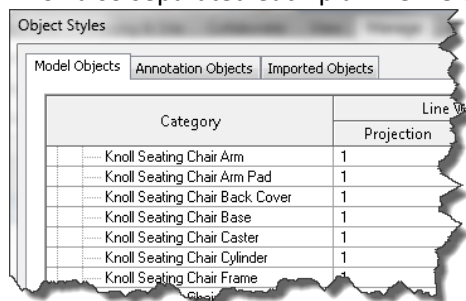 Object Styles
Model Objects Annotation Objects Imported Objects
Category Line
Projection
Knoll Seating Chair Arm 1
Knoll Seating Chair Arm Pad 1
Knoll Seating Chair Back Cover 1
Knoll Seating Chair Base 1
Knoll Seating Chair Caster 1
Knoll Seating Chair Cylinder 1
Knoll Seating Chair Frame 1